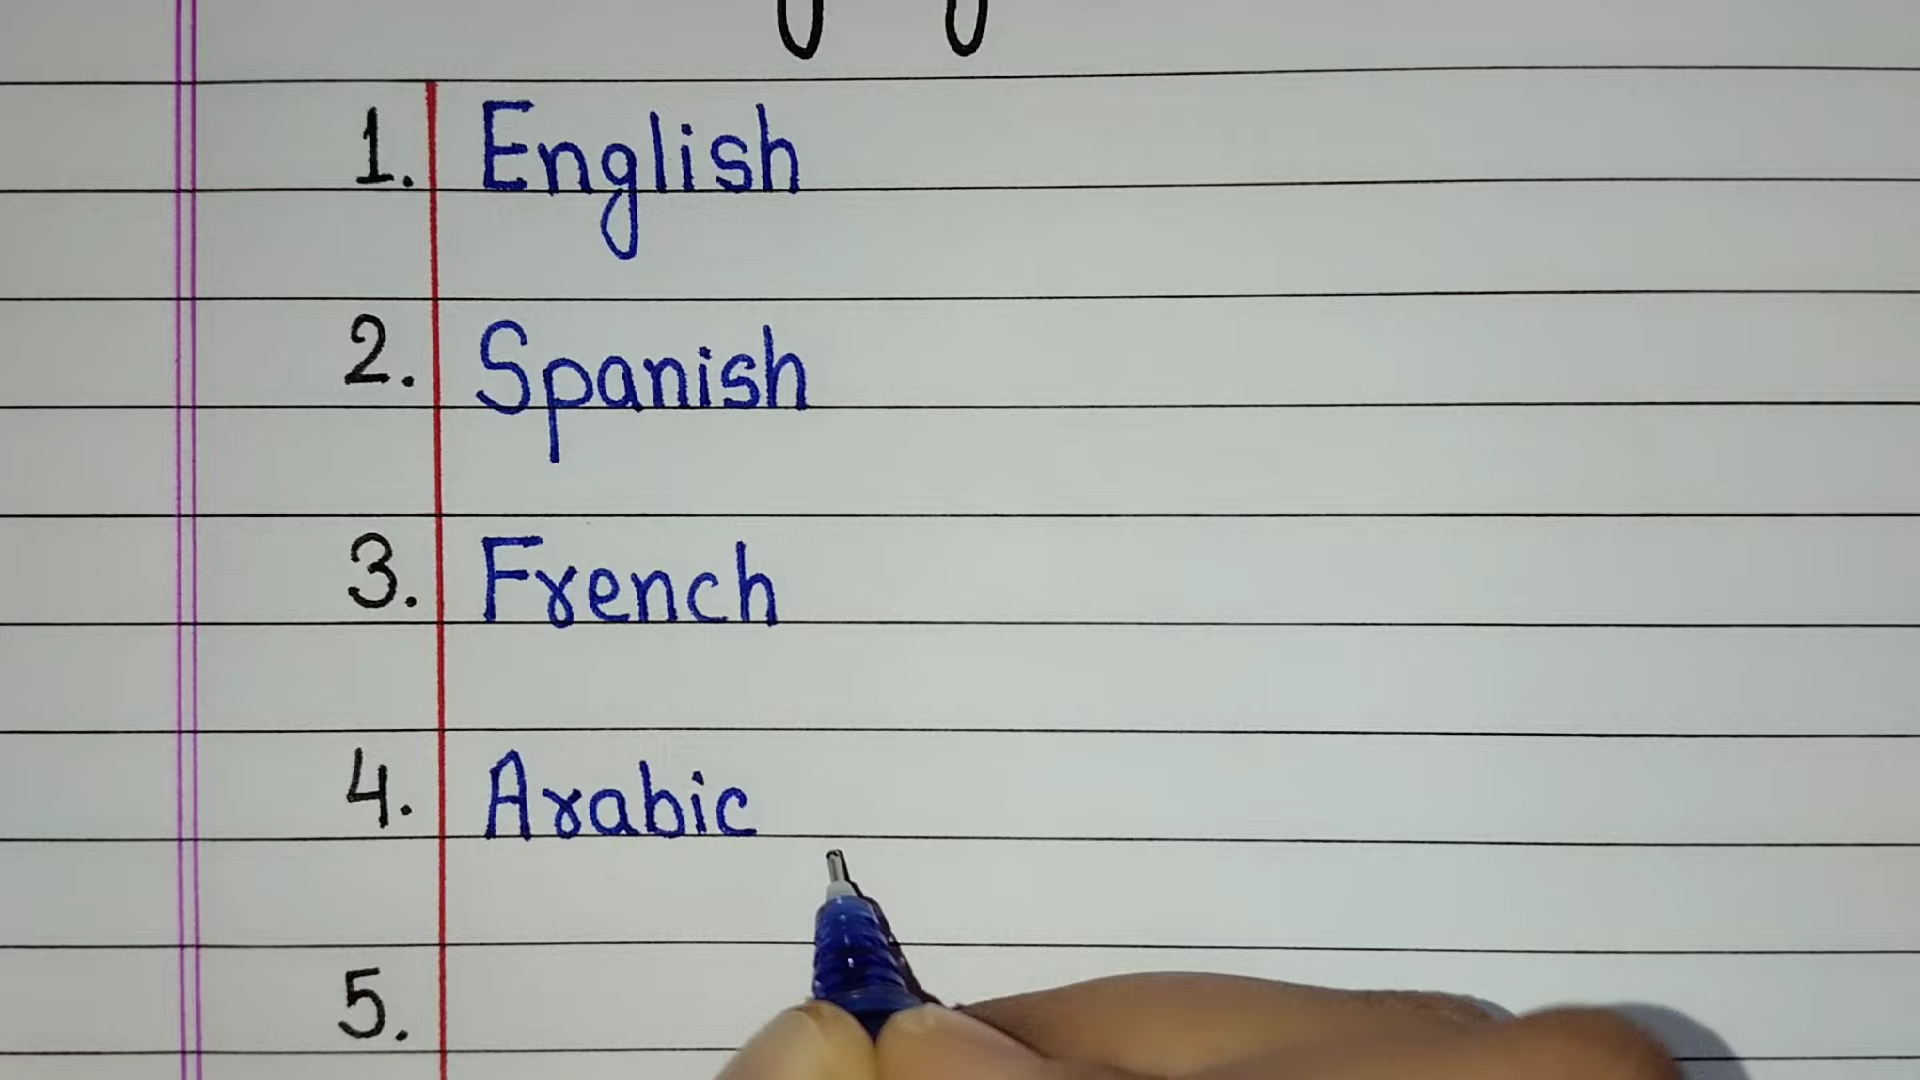 1. English
2. Spanish
3. French
4. Arabic
5.